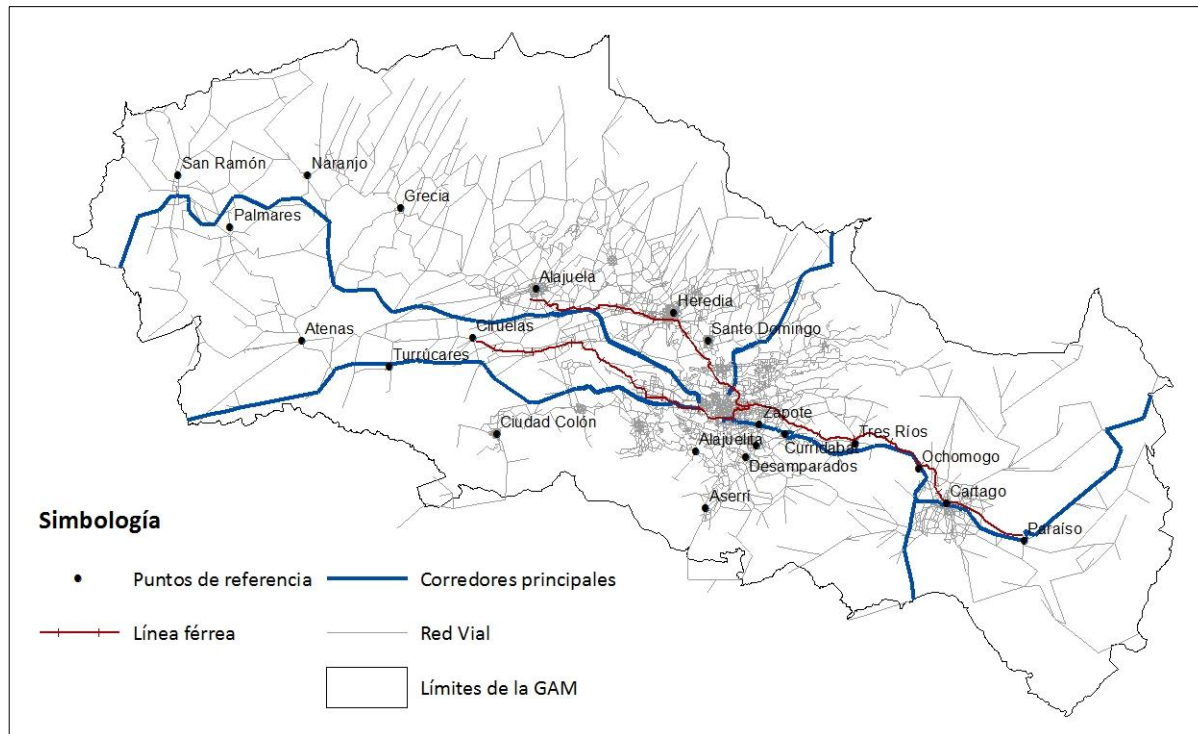 San Ramón
Naranjo
Grecia
Palmares
Alajuela
Heredia
Atenas
Ciruelas
Santo Domingo
Turrúcares
Ciudad Colón
Zapote
Alajuelita
Curridabat
Tres Ríos
Desamparados
Ochomogo
Aserrí
Cartago
Paraíso
Simbología
Puntos de referencia
Corredores principales
Línea férrea
Red Vial
Límites de la GAM